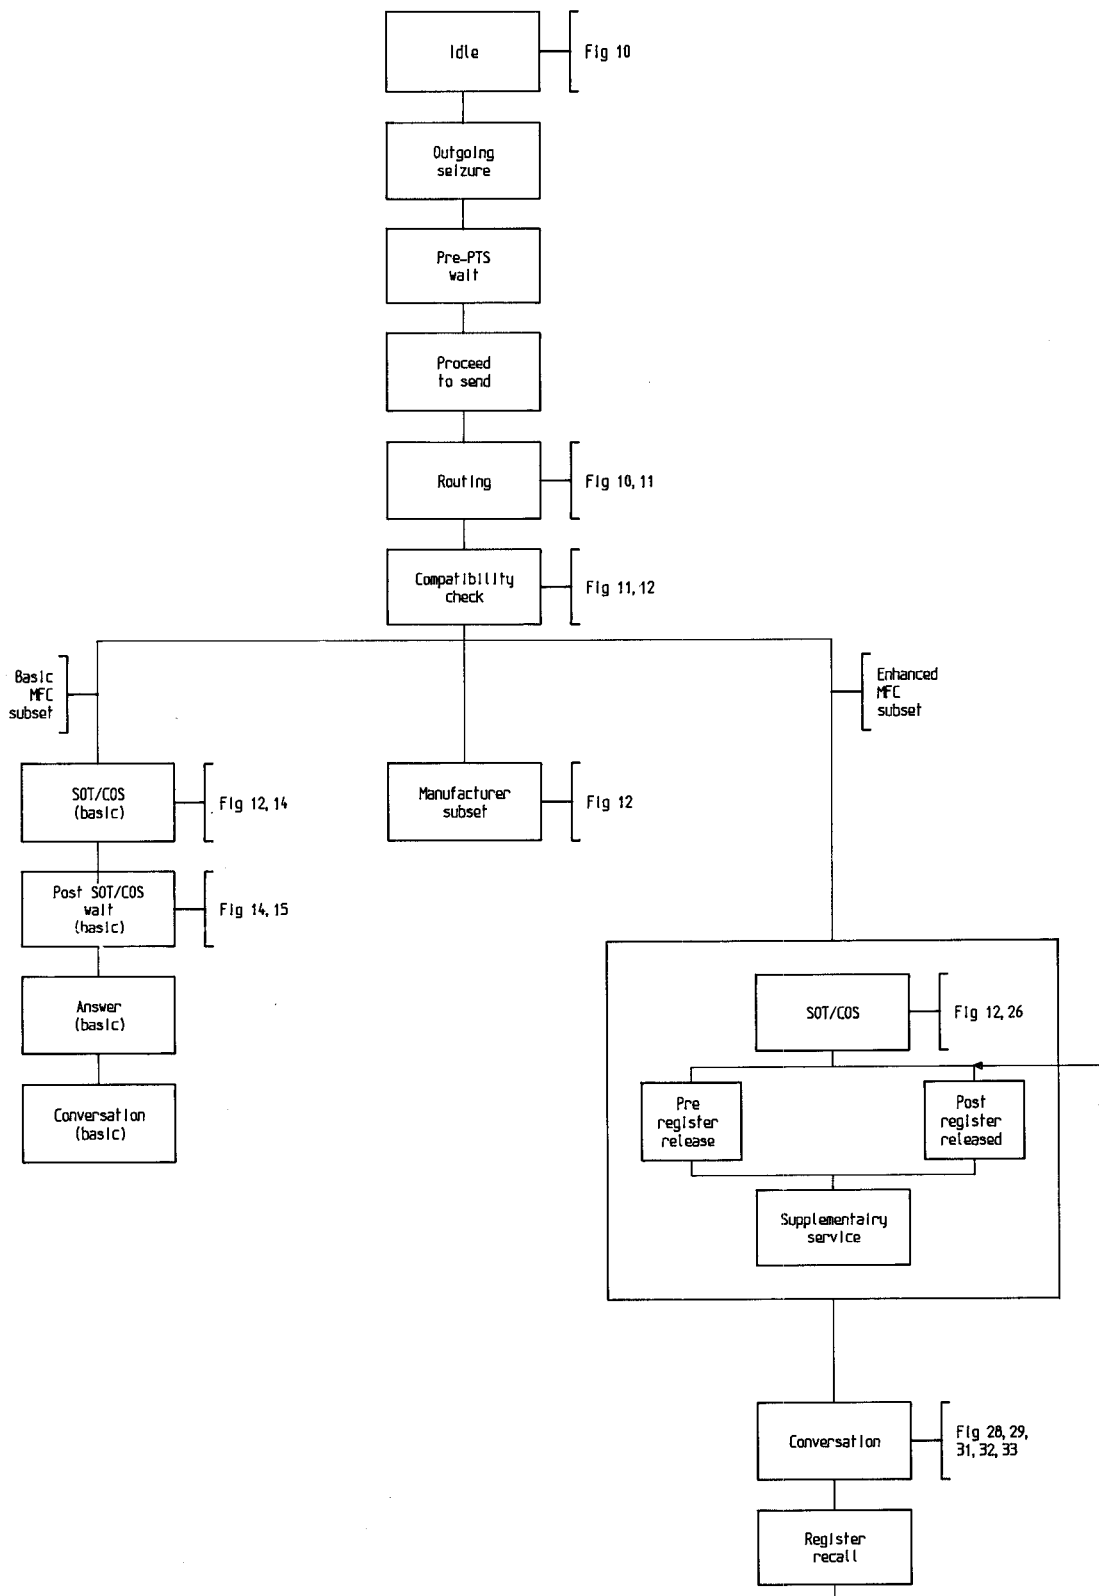 Idle
Fig 10
Outgoing
seizure
Pre-PTS
wait
Proceed
to send
Routing
Fig 10, 11
Compatibility
check
Fig 11, 12
Basic
MFC
subset
Enhanced
MFC
subset
SOT/COS
(basic)
Fig 12, 14
Manufacturer
subset
Fig 12
Post SOT/COS
wait
(basic)
Fig 14, 15
Answer
(basic)
SOT/COS
Fig 12, 26
Conversation
(basic)
Pre
register
release
Post
register
released
Supplementairy
service
Conversation
Fig 28, 29,
31, 32, 33
Register
recall